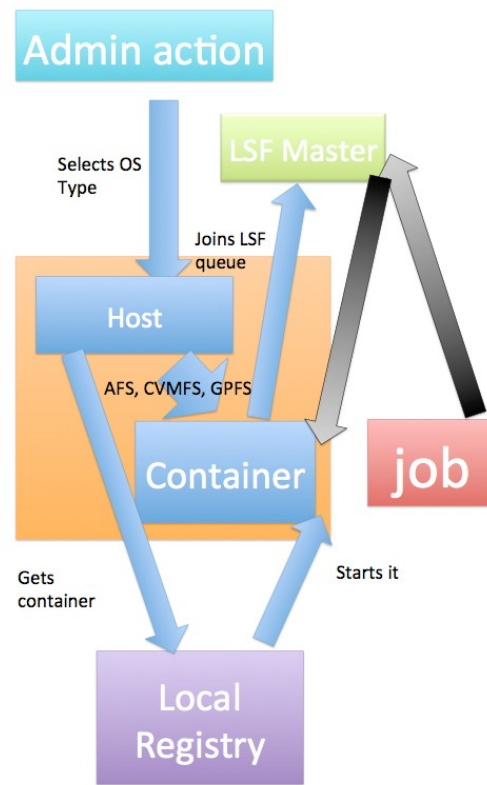 Admin action
Selects OS
Type
LSF Master
Joins LSF
queue
Host
AFS, CVMFS, GPFS
Container
job
Gets
container
Starts it
Local
Registry